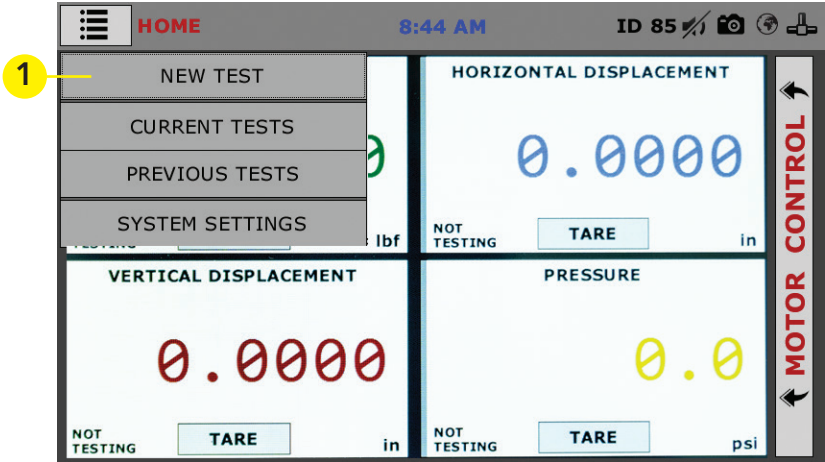 HOME
8:44 AM
ID 85
1
NEW TEST
CURRENT TESTS
PREVIOUS TESTS
SYSTEM SETTINGS
0
lbf
HORIZONTAL DISPLACEMENT
0.0000
NOT
TESTING
TARE
in
VERTICAL DISPLACEMENT
0.0000
NOT
TESTING
TARE
in
PRESSURE
0.0
NOT
TESTING
TARE
psi
MOTOR CONTROL